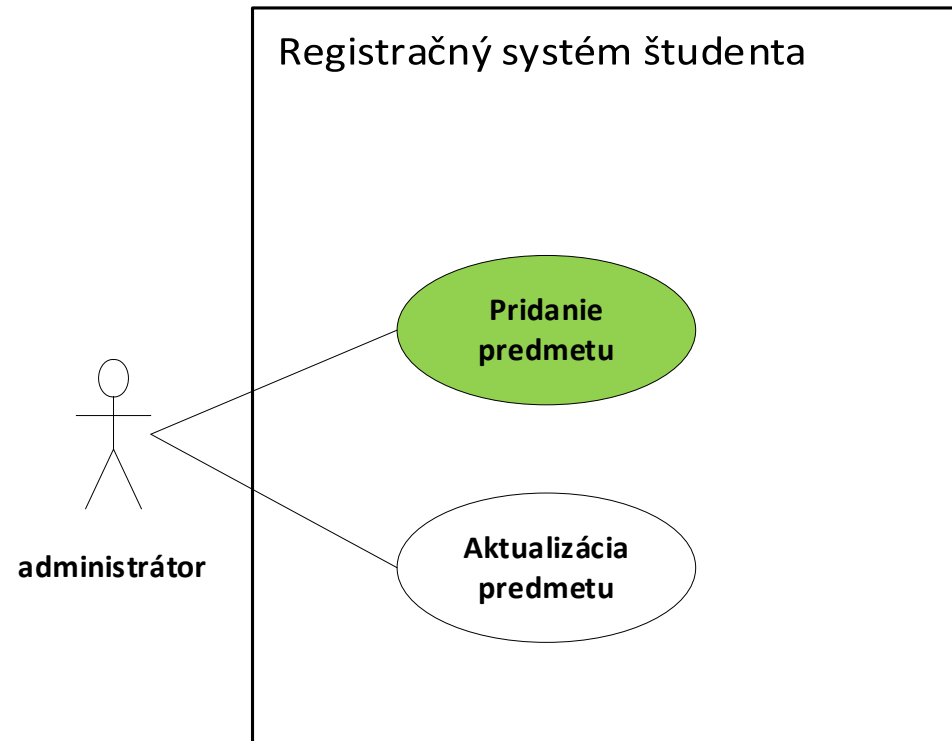 Registračný systém študenta
Pridanie
predmetu
administrátor
Aktualizácia
predmetu